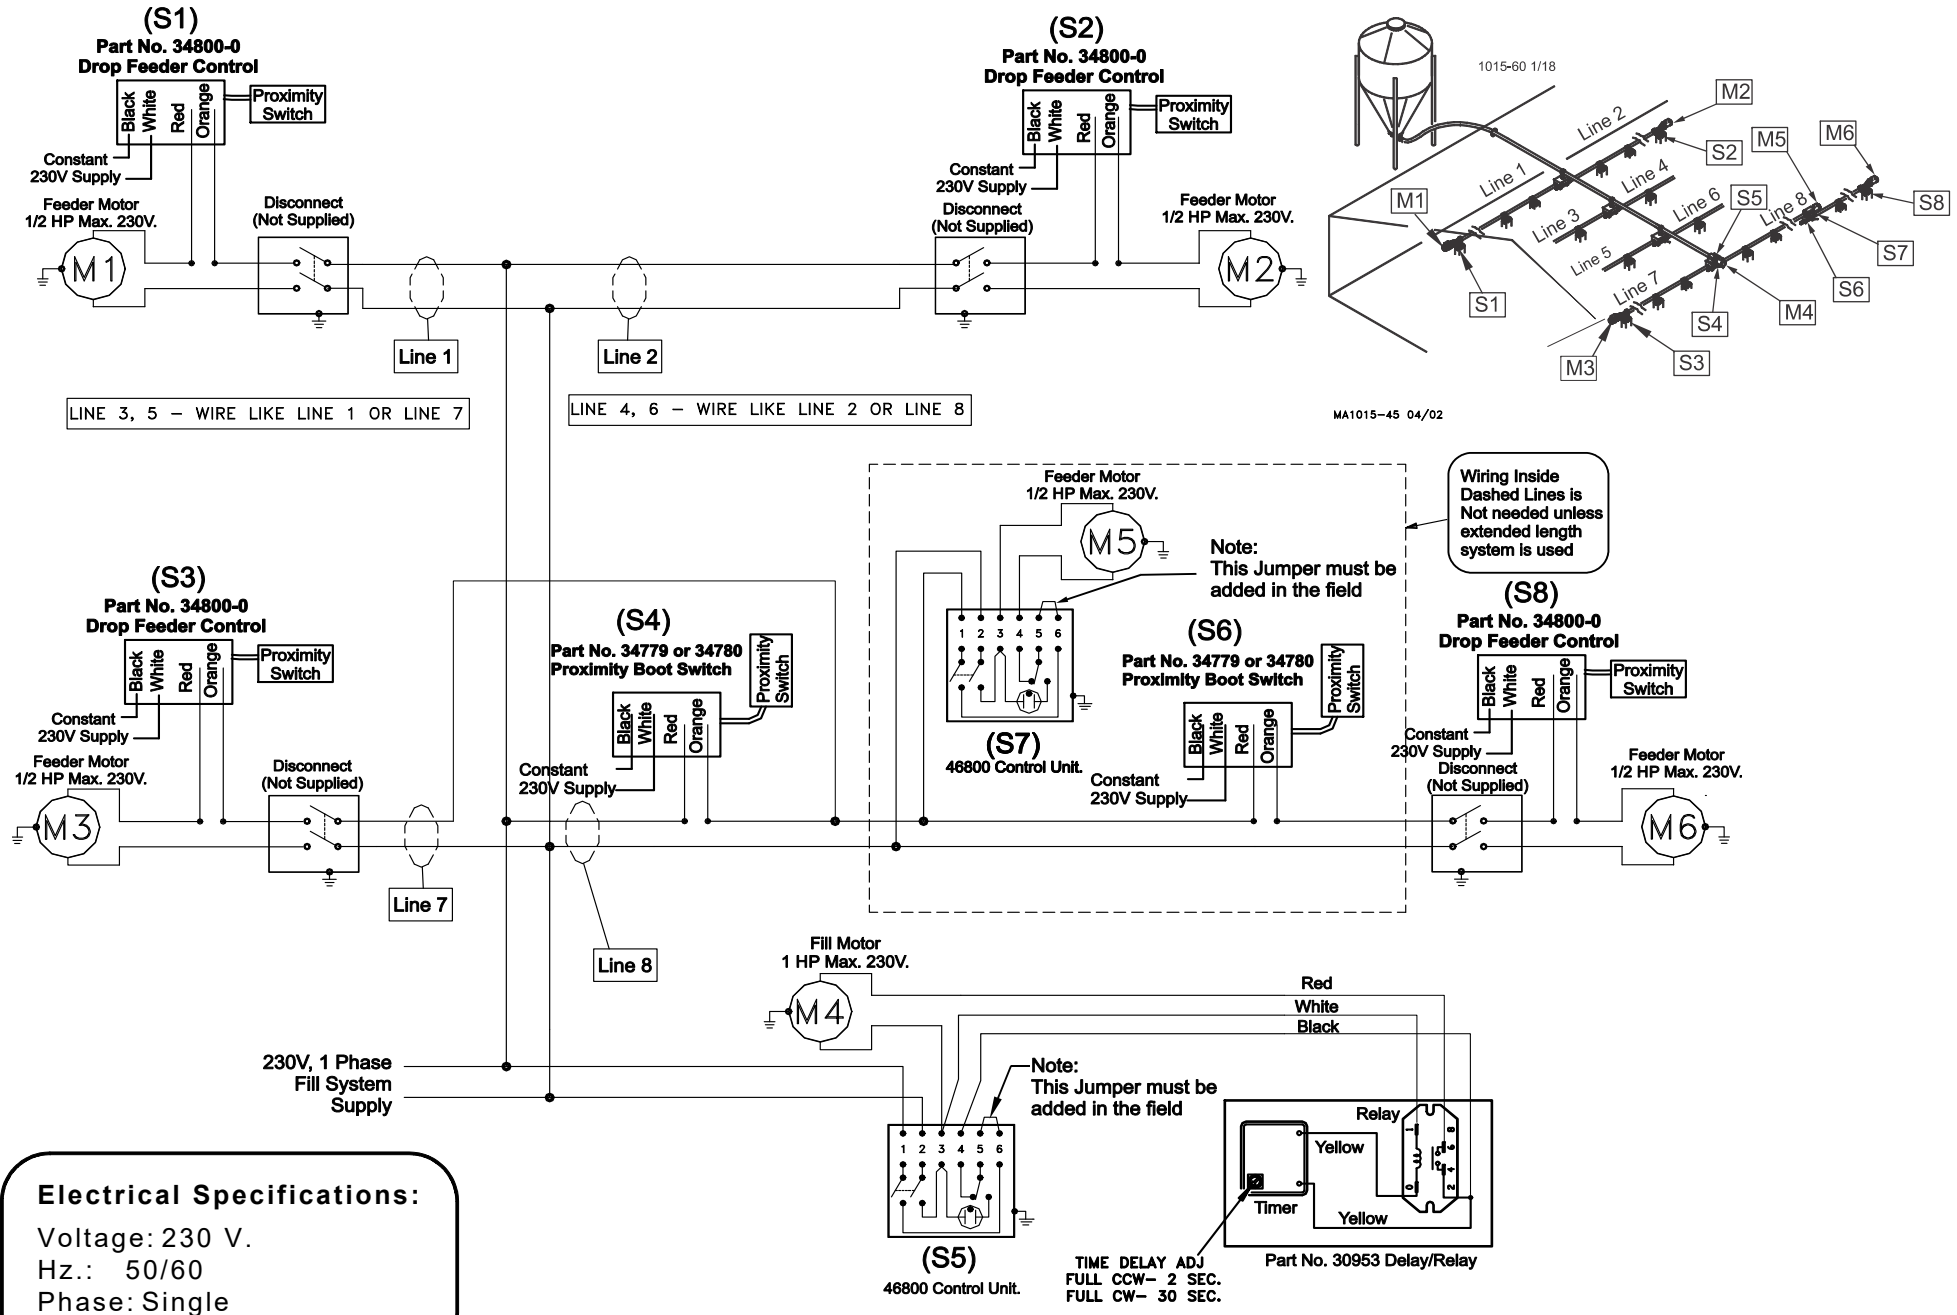 (S1)
Part No. 34800-0
Drop Feeder Control
Black
White
Red
Orange
Proximity
Switch
Constant
230V Supply
Feeder Motor
1/2 HP Max. 230V.
M1
Disconnect
(Not Supplied)
Line 1
Line 2
(S2)
Part No. 34800-0
Drop Feeder Control
Black
White
Red
Orange
Proximity
Switch
Constant
230V Supply
Disconnect
(Not Supplied)
Feeder Motor
1/2 HP Max. 230V.
M2
1015-60 1/18
Line 2
Line 1
Line 4
Line 3
Line 6
Line 5
Line 8
Line 7
M2
S2
M5
M6
M1
S5
S8
S7
S1
S6
M4
S4
S3
M3
MA1015-45 04/02
LINE 3, 5 - WIRE LIKE LINE 1 OR LINE 7
LINE 4, 6 - WIRE LIKE LINE 2 OR LINE 8
Feeder Motor
1/2 HP Max. 230V.
M5
Note:
This Jumper must be
added in the field
Wiring Inside
Dashed Lines is
Not needed unless
extended length
system is used
(S3)
Part No. 34800-0
Drop Feeder Control
Black
White
Red
Orange
Proximity
Switch
Constant
230V Supply
Feeder Motor
1/2 HP Max. 230V.
M3
Disconnect
(Not Supplied)
Line 7
(S4)
Part No. 34779 or 34780
Proximity Boot Switch
Proximity
Switch
Black
White
Red
Orange
Constant
230V Supply
Line 8
1 2 3 4 5 6
(S7)
46800 Control Unit.
(S6)
Part No. 34779 or 34780
Proximity Boot Switch
Proximity
Switch
Black
White
Red
Orange
Constant
230V Supply
(S8)
Part No. 34800-0
Drop Feeder Control
Black
White
Red
Orange
Proximity
Switch
Constant
230V Supply
Disconnect
(Not Supplied)
Feeder Motor
1/2 HP Max. 230V.
M6
Fill Motor
1 HP Max. 230V.
M4
Red
White
Black
230V, 1 Phase
Fill System
Supply
Note:
This Jumper must be
added in the field
1 2 3 4 5 6
(S5)
46800 Control Unit.
Relay
1
8
6
4
0
2
Yellow
Timer
Yellow
Part No. 30953 Delay/Relay
TIME DELAY ADJ
FULL CCW- 2 SEC.
FULL CW- 30 SEC.
Electrical Specifications:
Voltage: 230 V.
Hz.: 50/60
Phase: Single